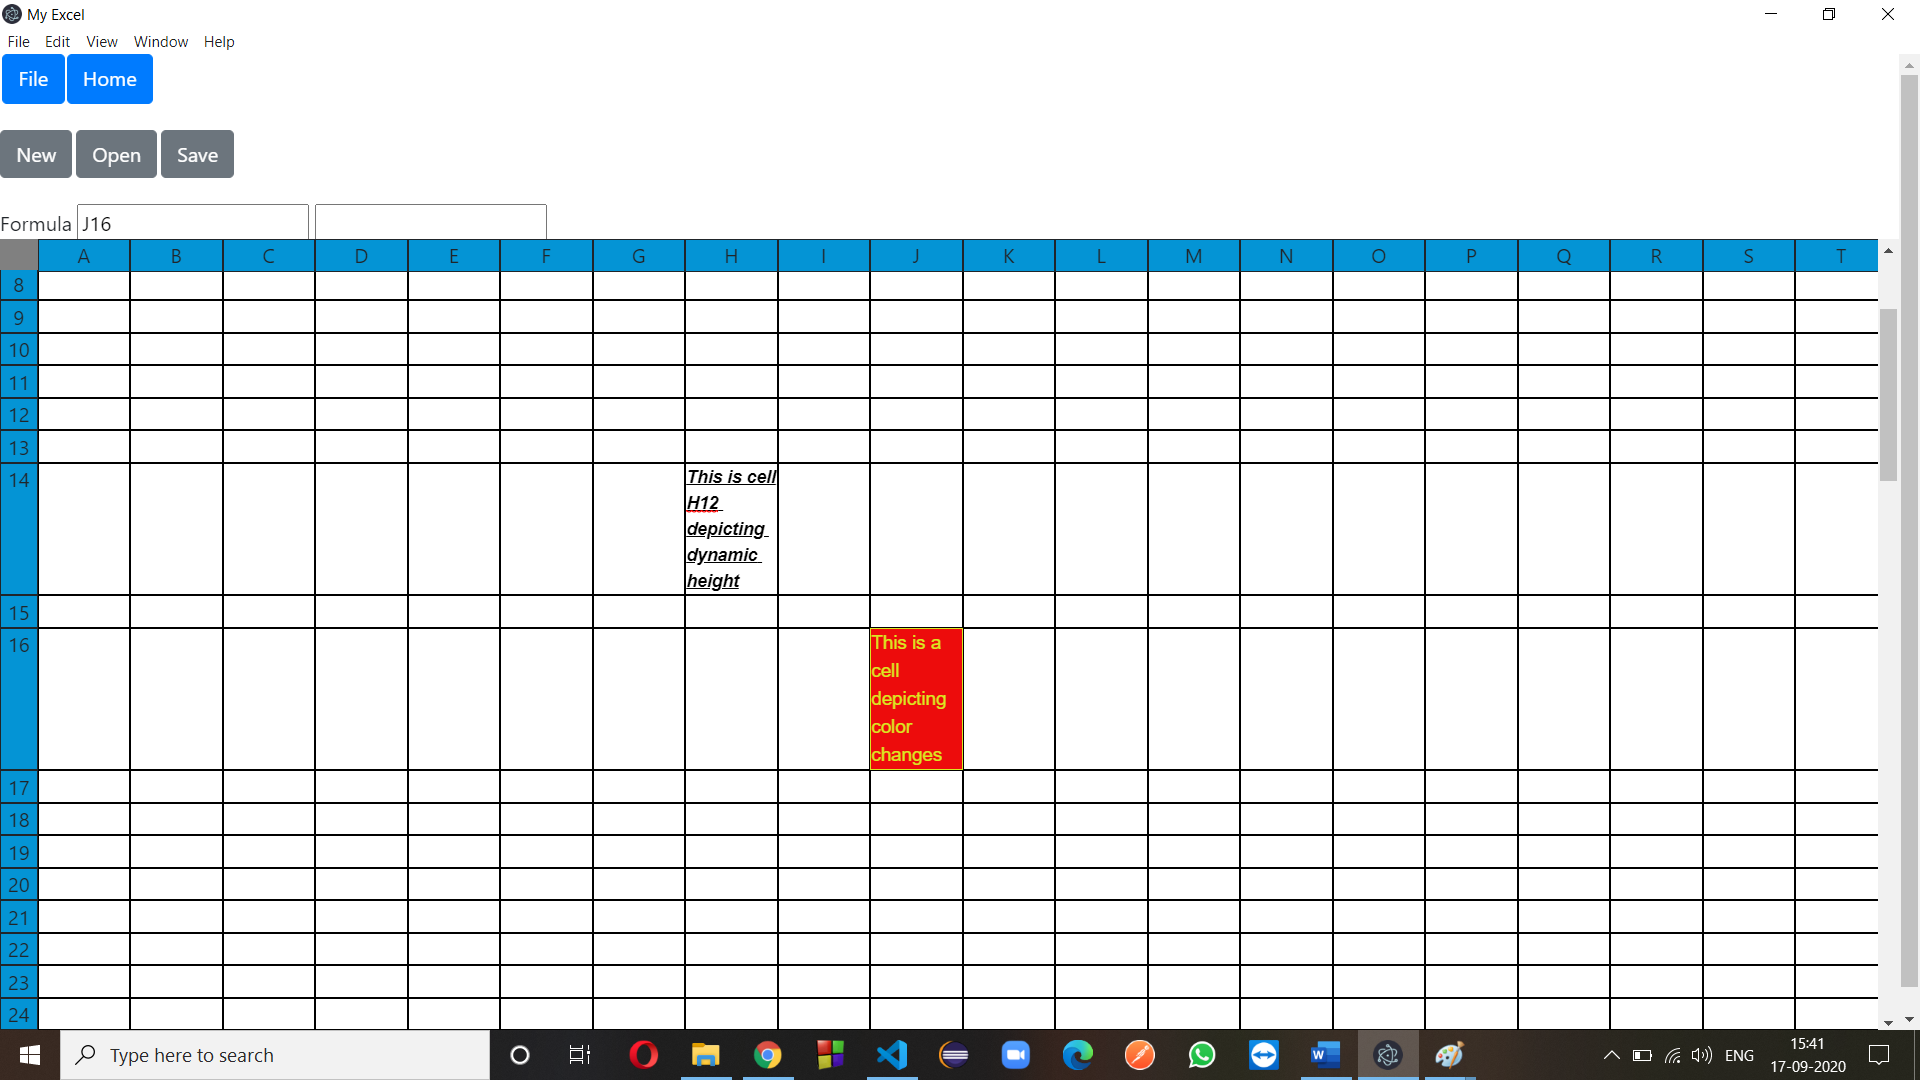 My Excel
File Edit View Window Help
File Home
New Open Save
Formula J16
A B C D E F G H I J K L M N O P Q R S T
8
9
10
11
12
13
14
This is cell
H12
depicting
dynamic
height
15
16
This is a
cell
depicting
color
changes
17
18
19
20
21
22
23
24
Type here to search
ENG
15:41
17-09-2020